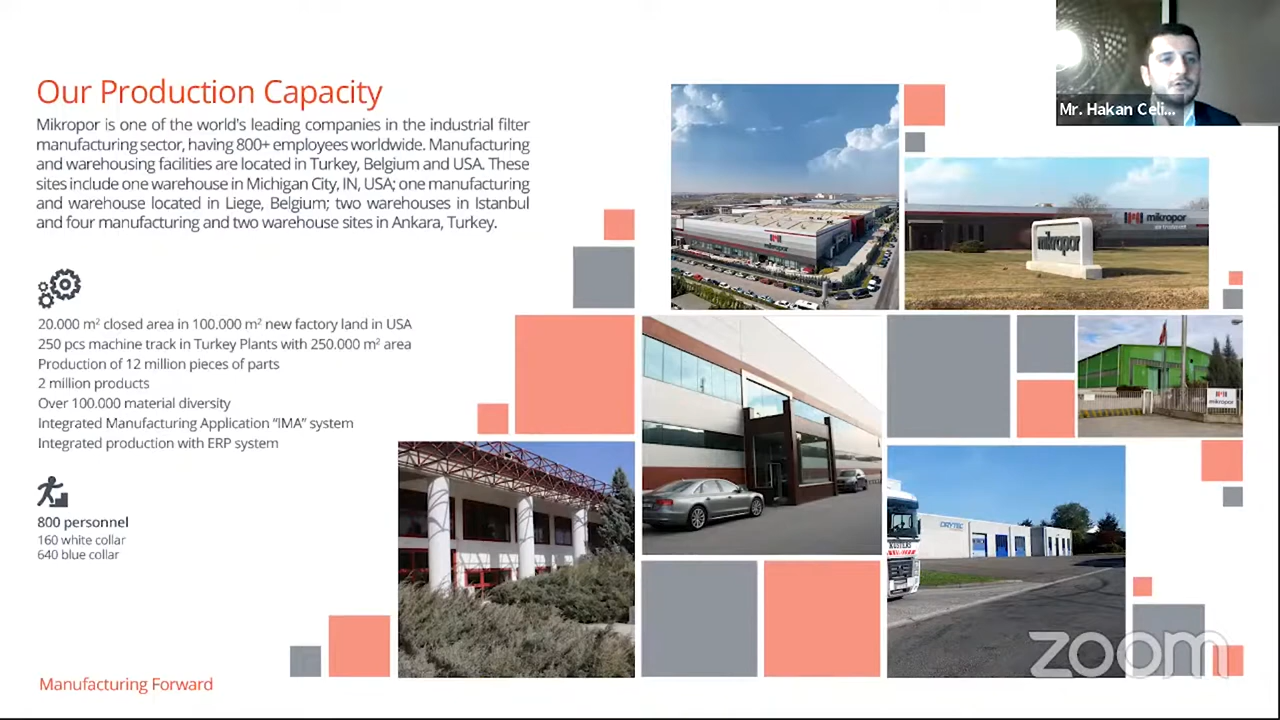 Our Production Capacity
Mikropor is one of the world's leading companies in the industrial filter
manufacturing sector, having 800+ employees worldwide. Manufacturing
and warehousing facilities are located in Turkey, Belgium and USA. These
sites include one warehouse in Michigan City, IN, USA; one manufacturing
and warehouse located in Liege, Belgium; two warehouses in Istanbul
and four manufacturing and two warehouse sites in Ankara, Turkey.
20.000 m² closed area in 100.000 m² new factory land in USA
250 pcs machine track in Turkey Plants with 250.000 m² area
Production of 12 million pieces of parts
2 million products
Over 100.000 material diversity
Integrated Manufacturing Application “IMA” system
Integrated production with ERP system
800 personnel
160 white collar
640 blue collar
Manufacturing Forward
Mr. Hakan Celi...
mikropor
mikropor
mikropor
mikropor
DRYTEC
zoom